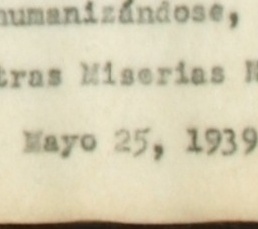 humanizándose,
tras Miserias
Mayo 25, 1939